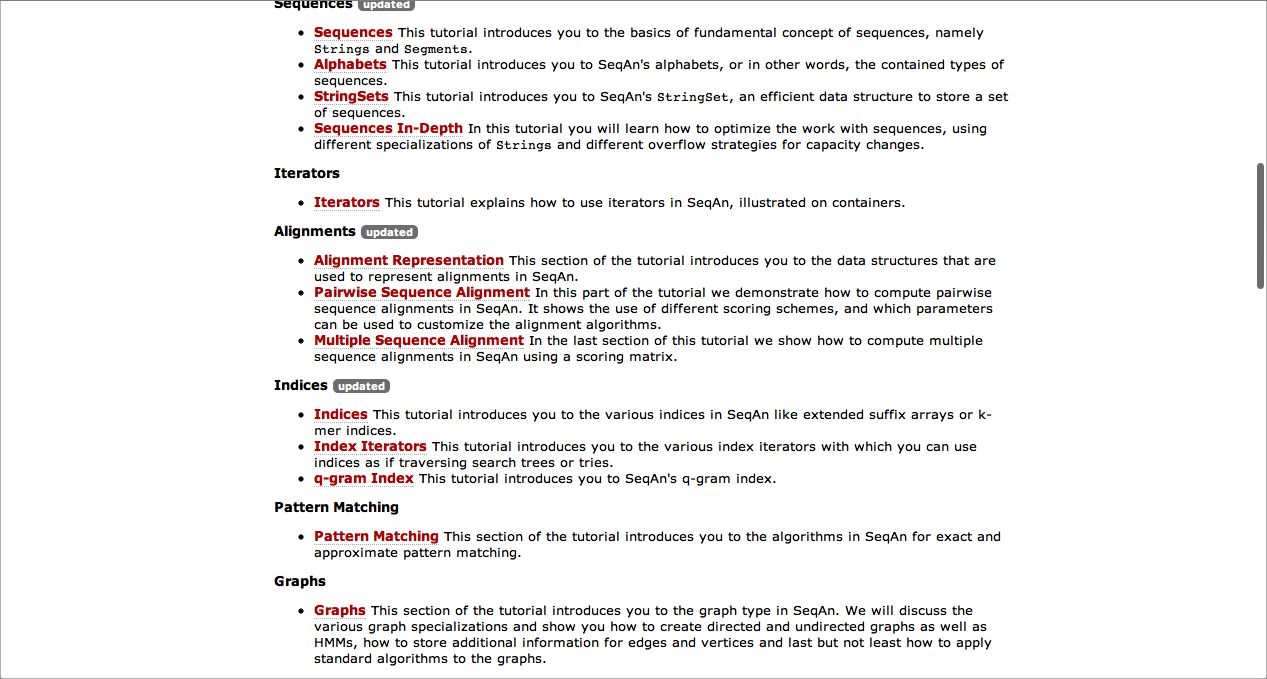 Sequences updated
Sequences This tutorial introduces you to the basics of fundamental concept of sequences, namely
Strings and Segments.
Alphabets This tutorial introduces you to SeqAn's alphabets, or in other words, the contained types of
sequences.
StringSets This tutorial introduces you to SeqAn's StringSet, an efficient data structure to store a set
of sequences.
Sequences In-Depth In this tutorial you will learn how to optimize the work with sequences, using
different specializations of Strings and different overflow strategies for capacity changes.
Iterators
Iterators This tutorial explains how to use iterators in SeqAn, illustrated on containers.
Alignments updated
Alignment Representation This section of the tutorial introduces you to the data structures that are
used to represent alignments in SeqAn.
Pairwise Sequence Alignment In this part of the tutorial we demonstrate how to compute pairwise
sequence alignments in SeqAn. It shows the use of different scoring schemes, and which parameters
can be used to customize the alignment algorithms.
Multiple Sequence Alignment In the last section of this tutorial we show how to compute multiple
sequence alignments in SeqAn using a scoring matrix.
Indices updated
Indices This tutorial introduces you to the various indices in SeqAn like extended suffix arrays or k-
mer indices.
Index Iterators This tutorial introduces you to the various index iterators with which you can use
indices as if traversing search trees or tries.
q-gram Index This tutorial introduces you to SeqAn's q-gram index.
Pattern Matching
Pattern Matching This section of the tutorial introduces you to the algorithms in SeqAn for exact and
approximate pattern matching.
Graphs
Graphs This section of the tutorial introduces you to the graph type in SeqAn. We will discuss the
various graph specializations and show you how to create directed and undirected graphs as well as
HMMs, how to store additional information for edges and vertices and last but not least how to apply
standard algorithms to the graphs.